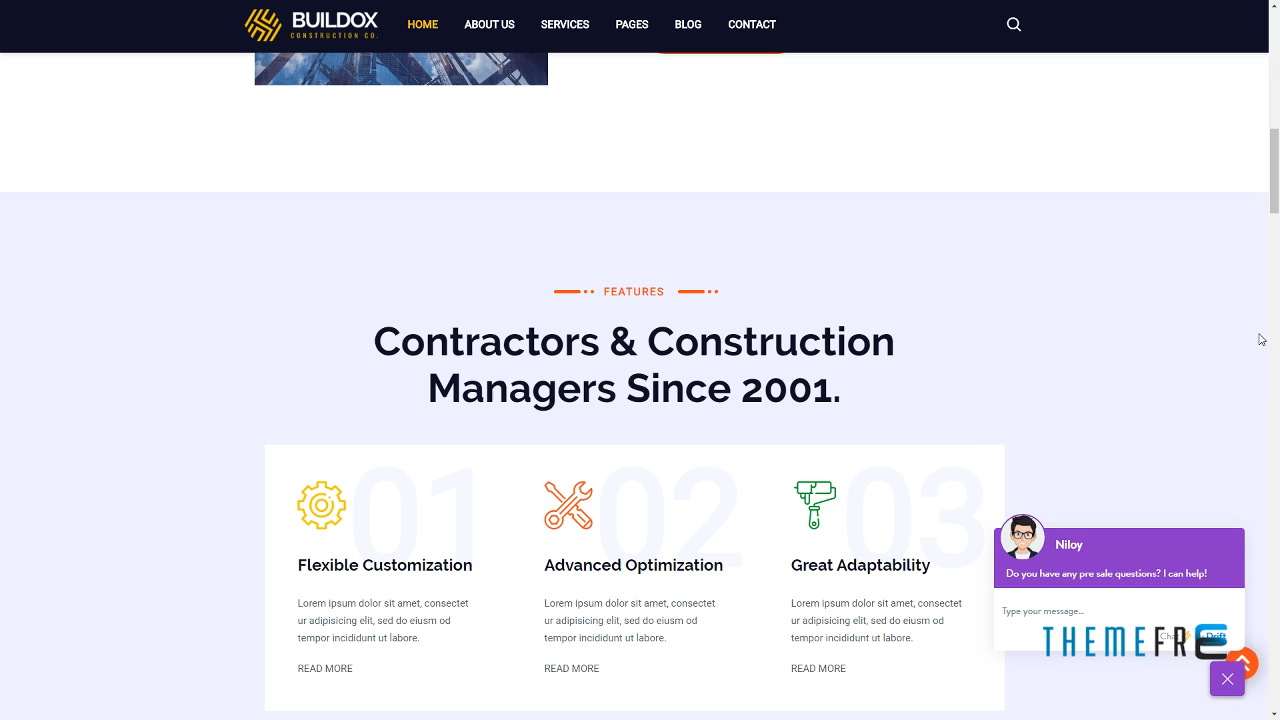 BUILDOX
CONSTRUCTION CO.
HOME ABOUT US SERVICES PAGES BLOG CONTACT
FEATURES
Contractors & Construction
Managers Since 2001.
01
Flexible Customization
Lorem ipsum dolor sit amet, consectet
ur adipisicing elit, sed do eiusm od
tempor incididunt ut labore.
READ MORE
02
Advanced Optimization
Lorem ipsum dolor sit amet, consectet
ur adipisicing elit, sed do eiusm od
tempor incididunt ut labore.
READ MORE
03
Great Adaptability
Lorem ipsum dolor sit amet, consectet
ur adipisicing elit, sed do eiusm od
tempor incididunt ut labore.
READ MORE
Niloy
Do you have any pre sale questions? I can help!
Type your message...
Drift
THEMEFRE